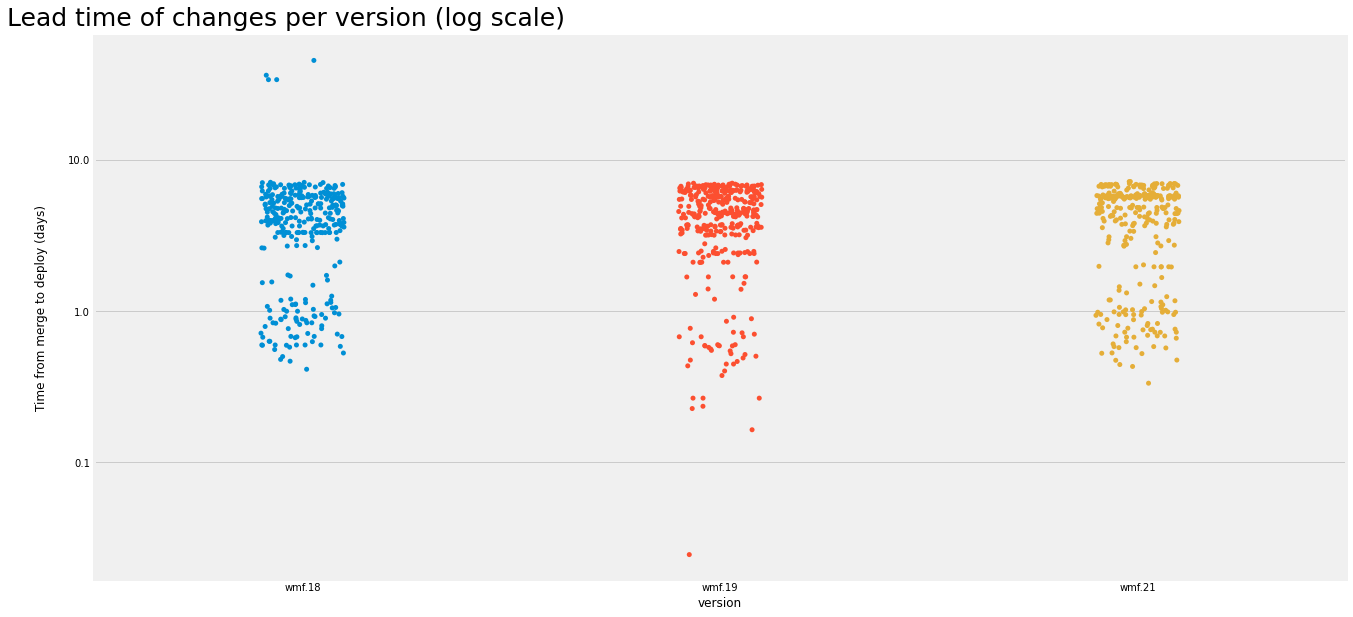 Lead time of changes per version (log scale)
Time from merge to deploy (days)
10.0
1.0
0.1
wmf.18
wmf.19
wmf.21
version